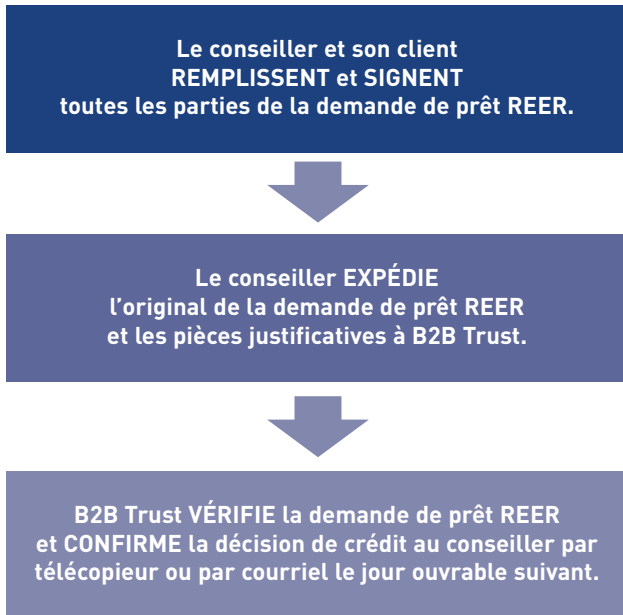 Le conseiller et son client
REMPLISSENT et SIGNENT
toutes les parties de la demande de prêt REER.
Le conseiller EXPÉDIE
l’original de la demande de prêt REER
et les pièces justificatives à B2B Trust.
B2B Trust VÉRIFIE la demande de prêt REER
et CONFIRME la décision de crédit au conseiller par
télécopieur ou par courriel le jour ouvrable suivant.